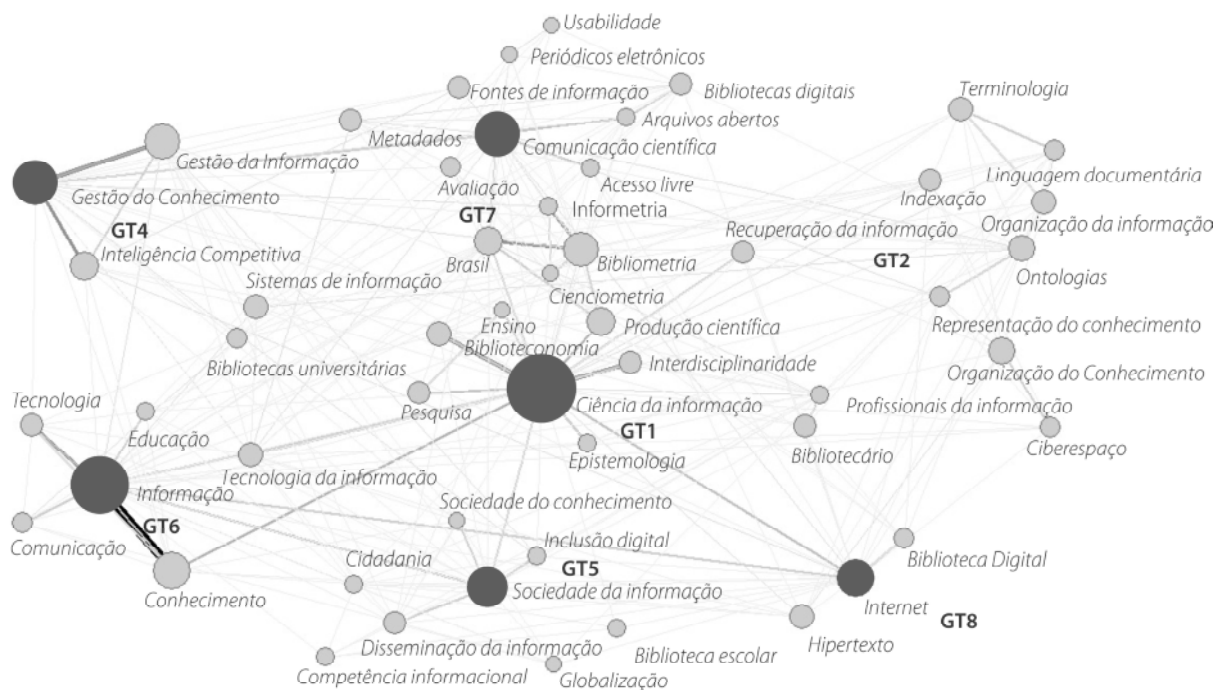 Usabilidade
Periódicos eletrônicos
Fontes de informação
Bibliotecas digitais
Terminologia
Metadados
Arquivos abertos
Comunicação científica
Gestão da Informação
Linguagem documentária
Avaliação
Acesso livre
Gestão do Conhecimento
Indexação
GT7
Informetria
Organização da informação
GT4
Recuperação da informação
Inteligência Competitiva
Brasil
Bibliometria
GT2
Ontologias
Sistemas de informação
Cienciometria
Ensino
Produção científica
Representação do conhecimento
Biblioteconomia
Interdisciplinaridade
Bibliotecas universitárias
Organização do Conhecimento
Tecnologia
Pesquisa
Ciência da informação
Profissionais da informação
GT1
Educação
Ciberespaço
Epistemologia
Bibliotecário
Tecnologia da informação
Informação
Sociedade do conhecimento
GT6
Comunicação
Inclusão digital
Cidadania
Biblioteca Digital
GT5
Conhecimento
Sociedade da informação
Internet
GT8
Disseminação da informação
Hipertexto
Biblioteca escolar
Competência informacional
Globalização